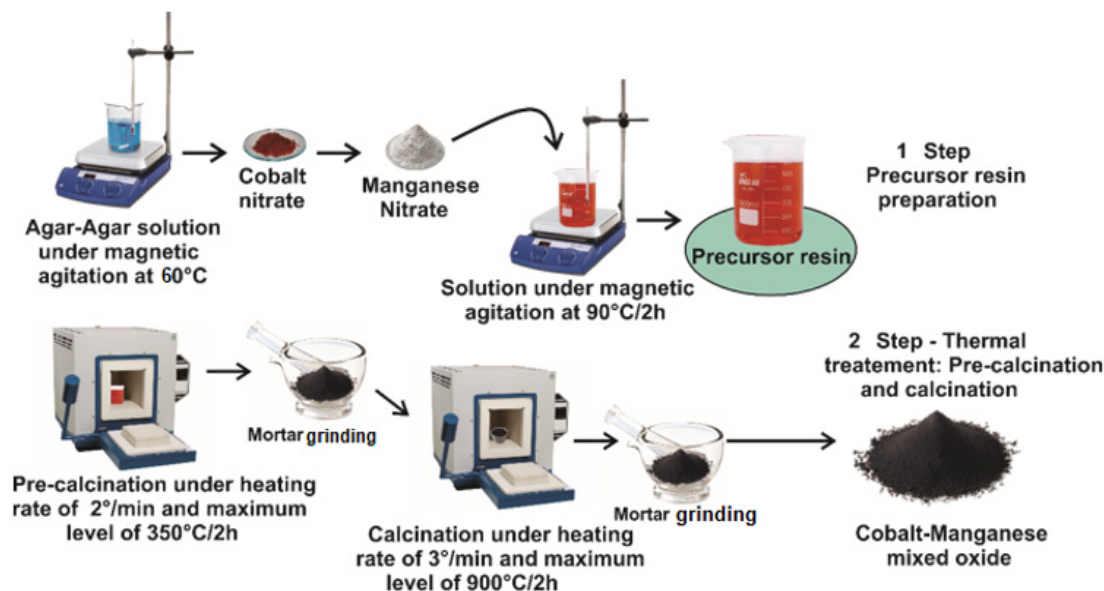 Agar-Agar solution
under magnetic
agitation at 60°C
Cobalt
nitrate
Manganese
Nitrate
Solution under magnetic
agitation at 90°C/2h
Precursor resin
1 Step
Precursor resin
preparation
Pre-calcination under heating
rate of 2°/min and maximum
level of 350°C/2h
Mortar grinding
Calcination under heating
rate of 3°/min and maximum
level of 900°C/2h
Mortar grinding
2 Step - Thermal
treatement: Pre-calcination
and calcination
Cobalt-Manganese
mixed oxide